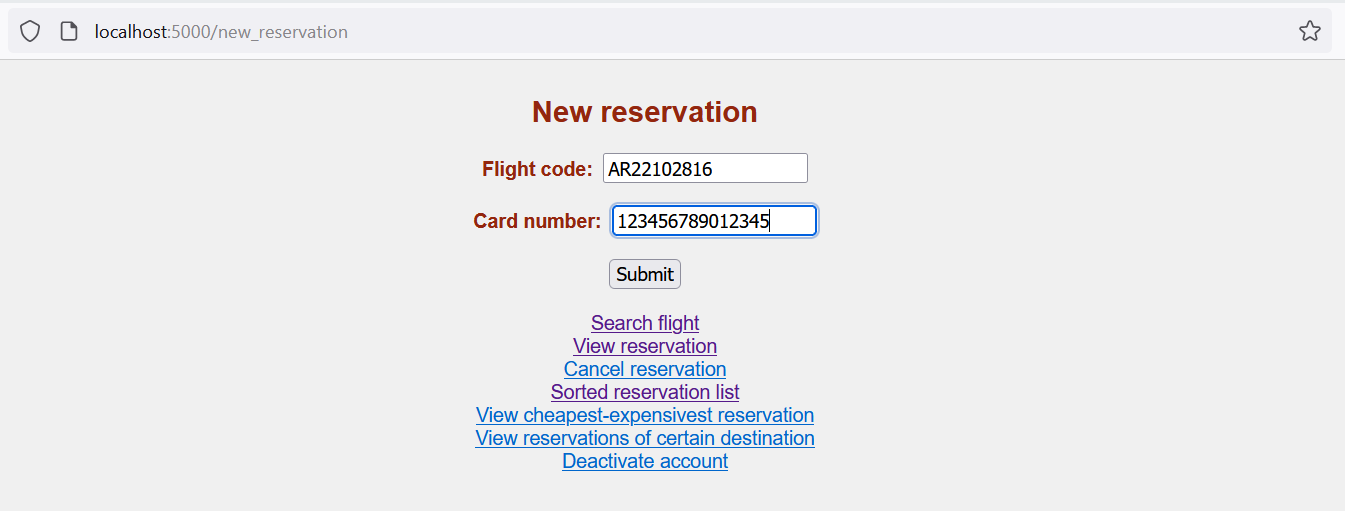 localhost:5000/new_reservation
New reservation
Flight code: AR22102816
Card number: 123456789012345
Submit
Search flight
View reservation
Cancel reservation
Sorted reservation list
View cheapest-expensivest reservation
View reservations of certain destination
Deactivate account